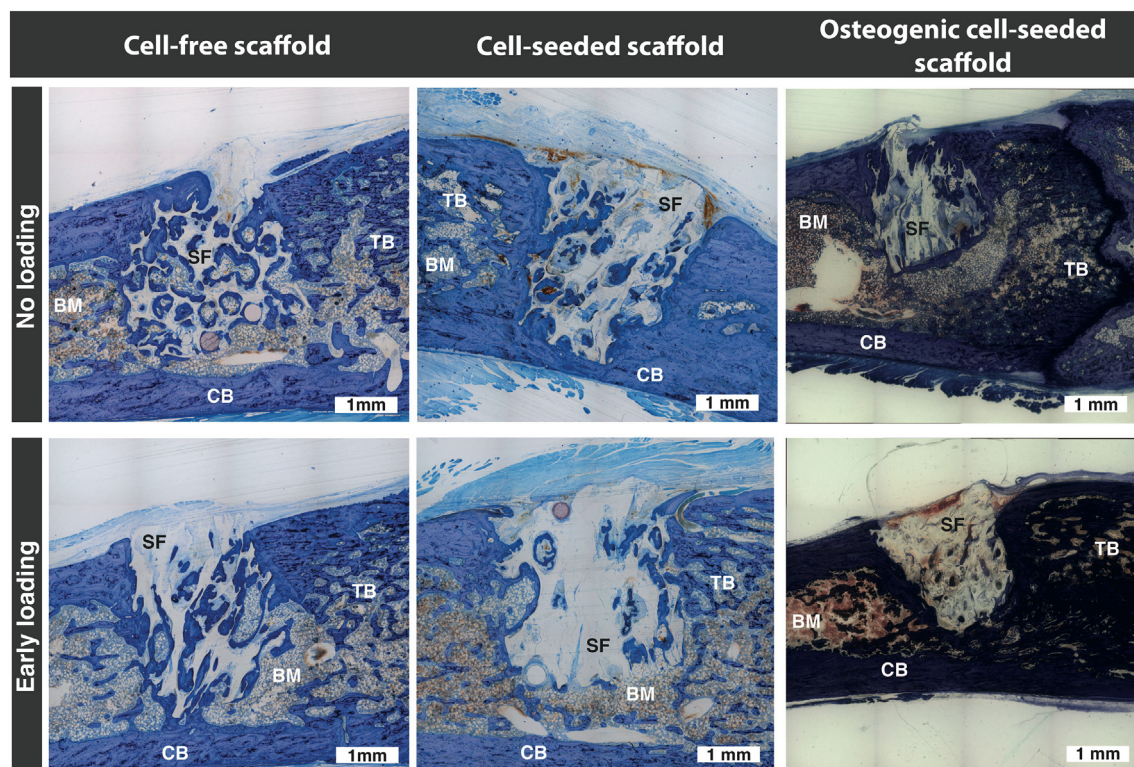 Cell-free scaffold
Cell-seeded scaffold
Osteogenic cell-seeded
scaffold
No loading
SF
TB
BM
CB
1mm
SF
TB
BM
CB
1 mm
SF
BM
TB
CB
1 mm
Early loading
SF
TB
BM
CB
1mm
TB
SF
BM
CB
1 mm
SF
TB
BM
CB
1 mm